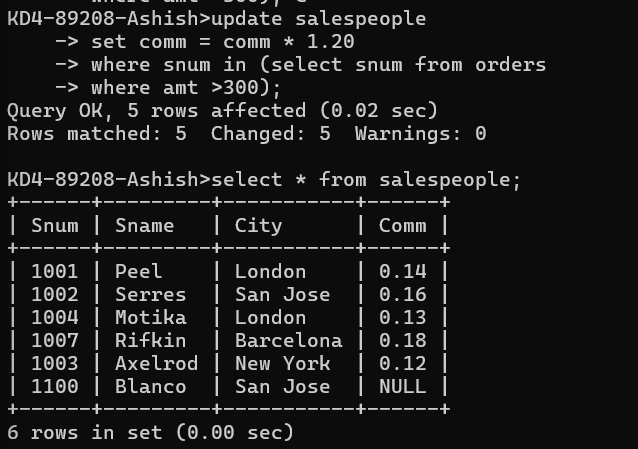 KD4-89208-Ashish>update salespeople
    -> set comm = comm * 1.20
    -> where snum in (select snum from orders
    -> where amt >300);
Query OK, 5 rows affected (0.02 sec)
Rows matched: 5  Changed: 5  Warnings: 0

KD4-89208-Ashish>select * from salespeople;
+------+---------+-----------+------+
| Snum | Sname   | City      | Comm |
+------+---------+-----------+------+
| 1001 | Peel    | London    | 0.14 |
| 1002 | Serres  | San Jose  | 0.16 |
| 1004 | Motika  | London    | 0.13 |
| 1007 | Rifkin  | Barcelona | 0.18 |
| 1003 | Axelrod | New York  | 0.12 |
| 1100 | Blanco  | San Jose  | NULL |
+------+---------+-----------+------+
6 rows in set (0.00 sec)